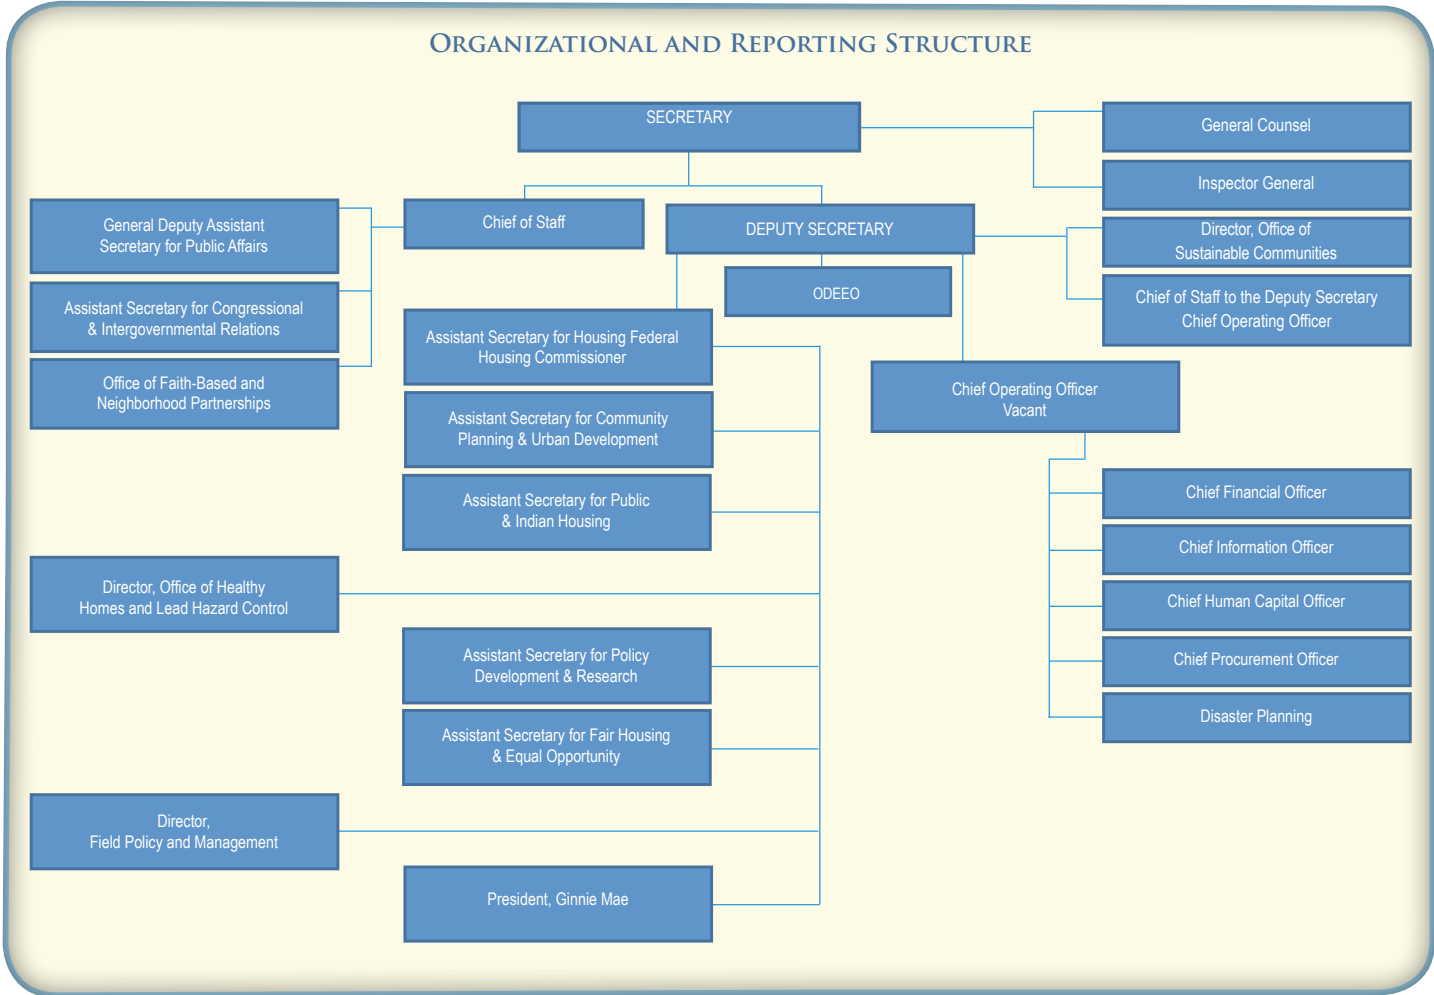 Organizational and Reporting Structure
SECRETARY
General Counsel
Inspector General
General Deputy Assistant
Secretary for Public Affairs
Chief of Staff
DEPUTY SECRETARY
Director, Office of
Sustainable Communities
Assistant Secretary for Congressional
& Intergovernmental Relations
ODEEO
Chief of Staff to the Deputy Secretary
Chief Operating Officer
Assistant Secretary for Housing Federal
Housing Commissioner
Office of Faith-Based and
Neighborhood Partnerships
Chief Operating Officer
Vacant
Assistant Secretary for Community
Planning & Urban Development
Assistant Secretary for Public
& Indian Housing
Chief Financial Officer
Chief Information Officer
Director, Office of Healthy
Homes and Lead Hazard Control
Chief Human Capital Officer
Assistant Secretary for Policy
Development & Research
Chief Procurement Officer
Disaster Planning
Assistant Secretary for Fair Housing
& Equal Opportunity
Director,
Field Policy and Management
President, Ginnie Mae